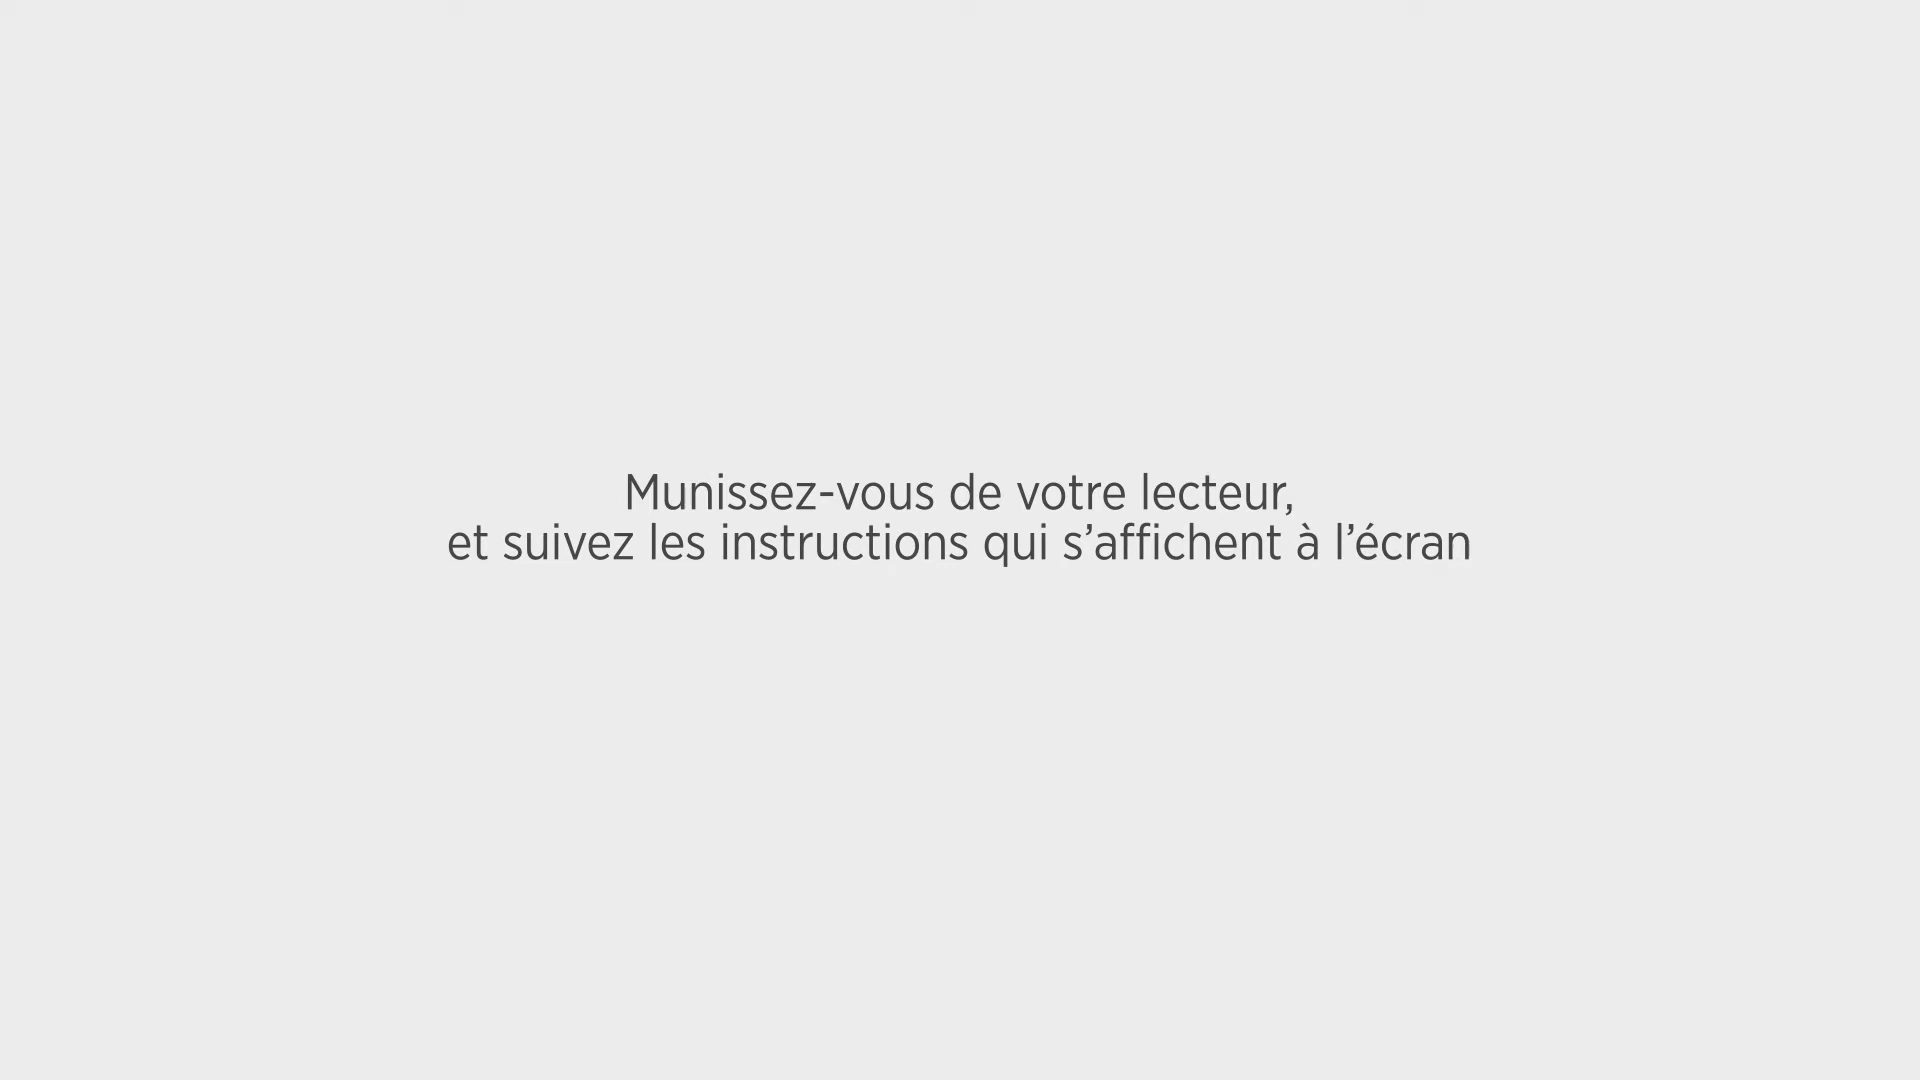 Munissez-vous de votre lecteur,
et suivez les instructions qui s’affichent à l’écran